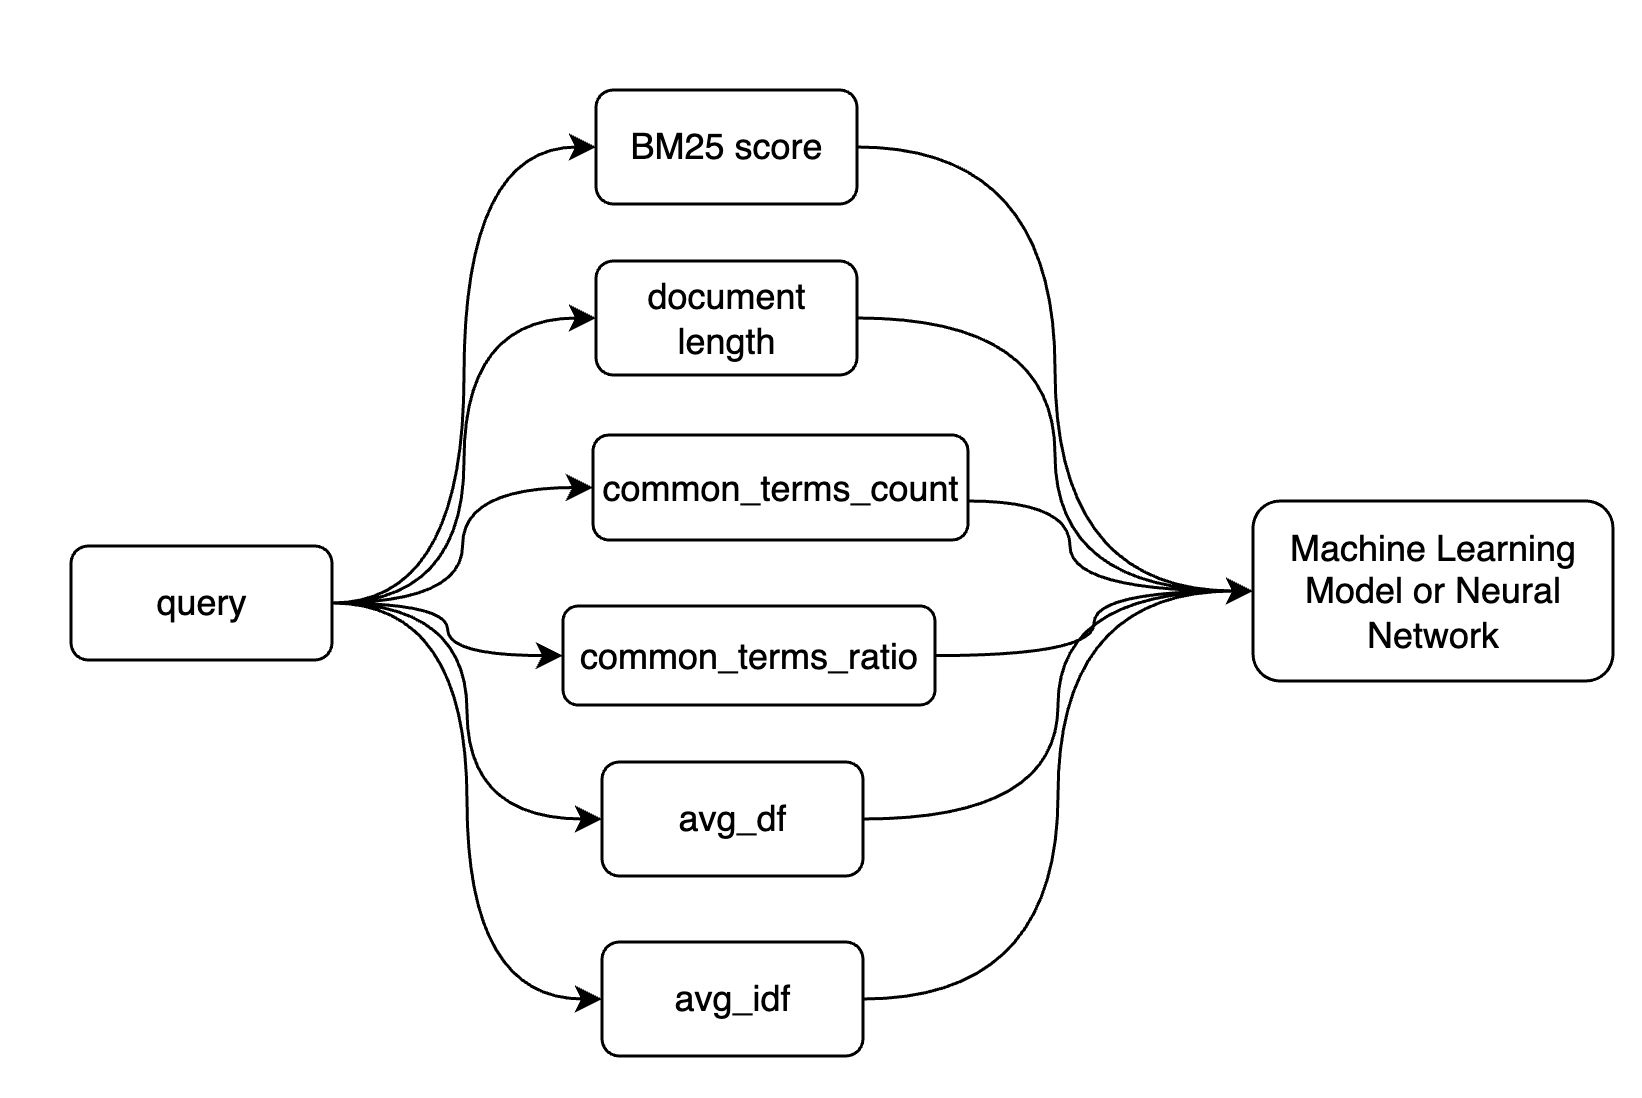 BM25 score
document
length
common_terms_count
query
common_terms_ratio
avg_df
avg_idf
Machine Learning
Model or Neural
Network